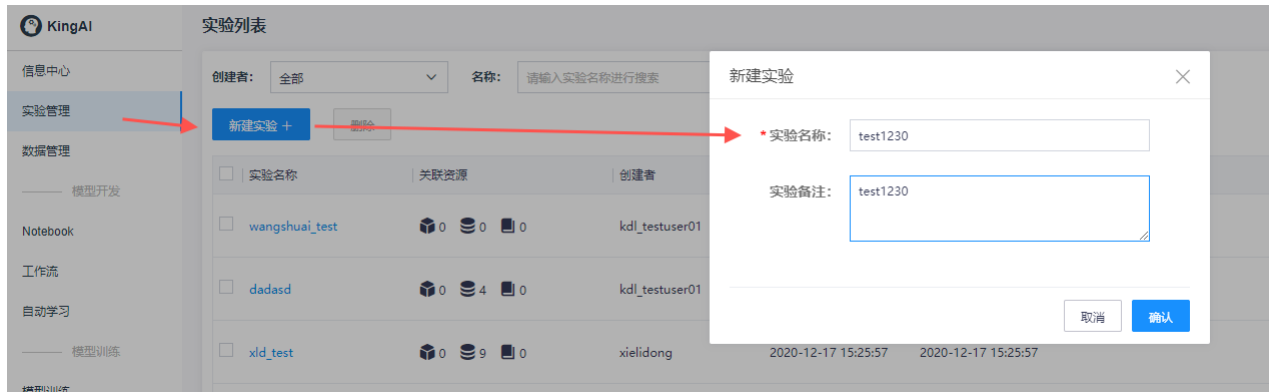 KingAI
实验列表
信息中心
实验管理
数据管理
模型开发
Notebook
工作流
自动学习
模型训练
模型训练
创建者: 全部 名称: 请输入实验名称进行搜索
新建实验 + 删除
实验名称 关联资源 创建者
wangshuai_test 0 0 0 kdl_testuser01
dadasd 0 4 0 kdl_testuser01
xld_test 0 9 0 xielidong 2020-12-17 15:25:57 2020-12-17 15:25:57
新建实验
* 实验名称: test1230
实验备注: test1230
取消 确认